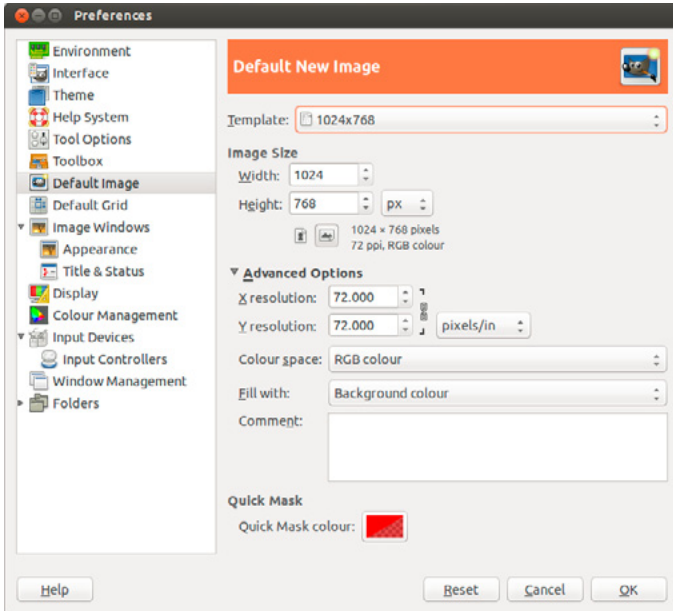 Preferences
Environment
Interface
Theme
Help System
Tool Options
Toolbox
Default Image
Default Grid
Image Windows
Appearance
Title & Status
Display
Colour Management
Input Devices
Input Controllers
Window Management
Folders
Default New Image
Template: 1024x768
Image Size
Width: 1024
Height: 768 px
1024 × 768 pixels
72 ppi, RGB colour
Advanced Options
X resolution: 72.000
Y resolution: 72.000 pixels/in
Colour space: RGB colour
Fill with: Background colour
Comment:
Quick Mask
Quick Mask colour:
Help Reset Cancel OK